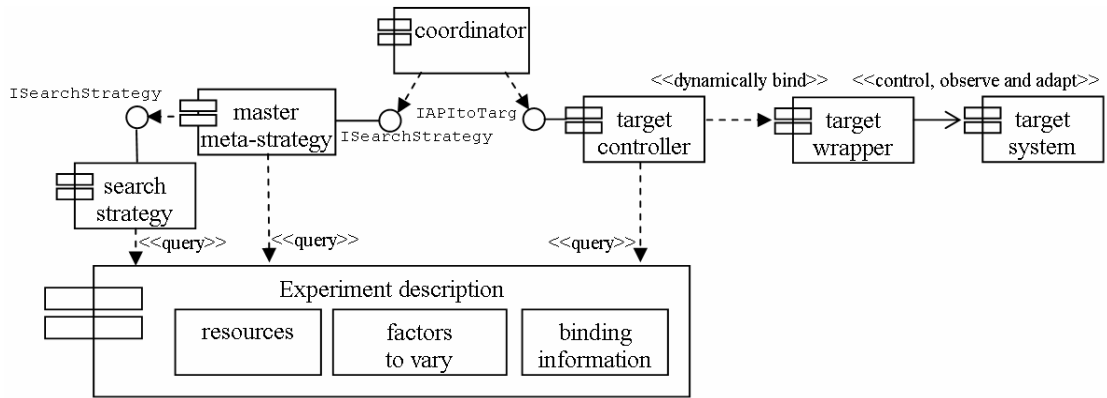 coordinator
<<dynamically bind>>
<<control, observe and adapt>>
ISearchStrategy
master
meta-strategy
IAPItoTarg
ISearchStrategy
target
controller
target
wrapper
target
system
search
strategy
<<query>>
<<query>>
<<query>>
Experiment description
resources
factors
to vary
binding
information